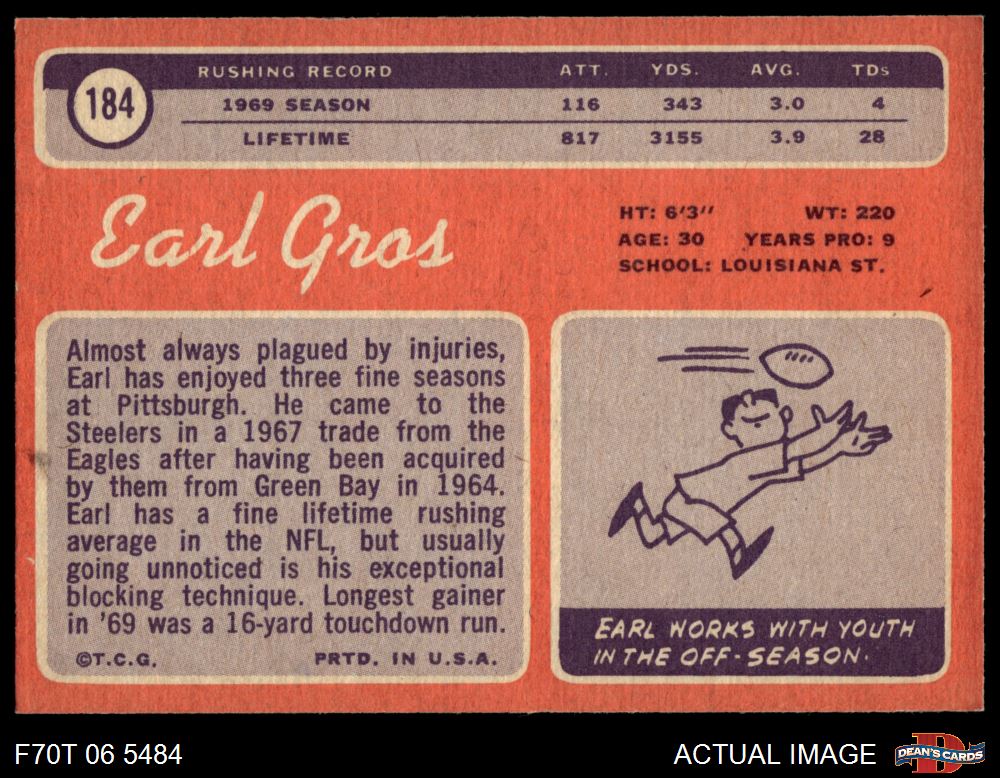 184
RUSHING RECORD ATT. YDS. AVG. TDs
1969 SEASON 116 343 3.0 4
LIFETIME 817 3155 3.9 28
Earl Gros
HT: 6'3" WT: 220
AGE: 30 YEARS PRO: 9
SCHOOL: LOUISIANA ST.
Almost always plagued by injuries,
Earl has enjoyed three fine seasons
at Pittsburgh. He came to the
Steelers in a 1967 trade from the
Eagles after having been acquired
by them from Green Bay in 1964.
Earl has a fine lifetime rushing
average in the NFL, but usually
going unnoticed is his exceptional
blocking technique. Longest gainer
in '69 was a 16-yard touchdown run.
©T.C.G. PRTD. IN U.S.A.
EARL WORKS WITH YOUTH
IN THE OFF-SEASON.
F70T 06 5484
ACTUAL IMAGE
D
DEAN'S CARDS